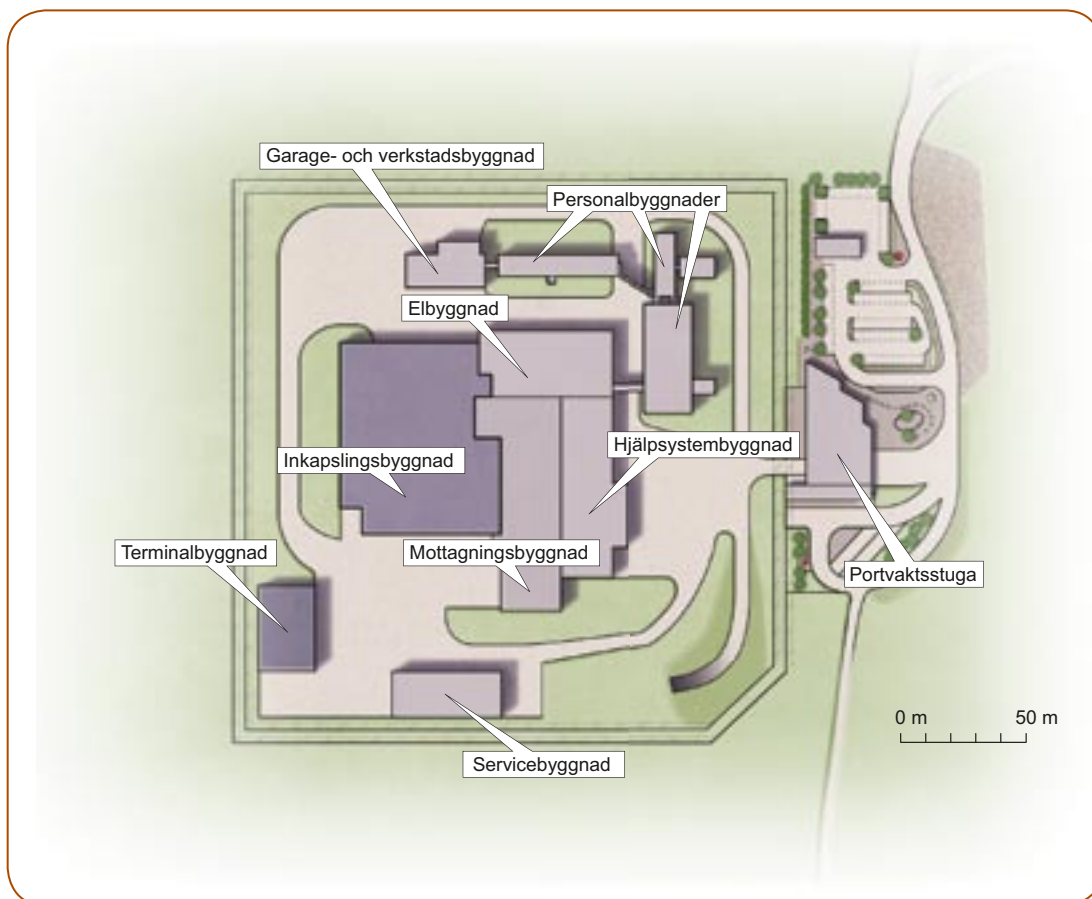 Garage- och verkstadsbyggnad
Personalbyggnader
Elbyggnad
Hjälpsystembyggnad
Inkapslingsbyggnad
Terminalbyggnad
Mottagningsbyggnad
Portvaktsstuga
0 m 50 m
Servicebyggnad